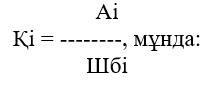 Аі
Қі = --------, мұнда:
Шбі